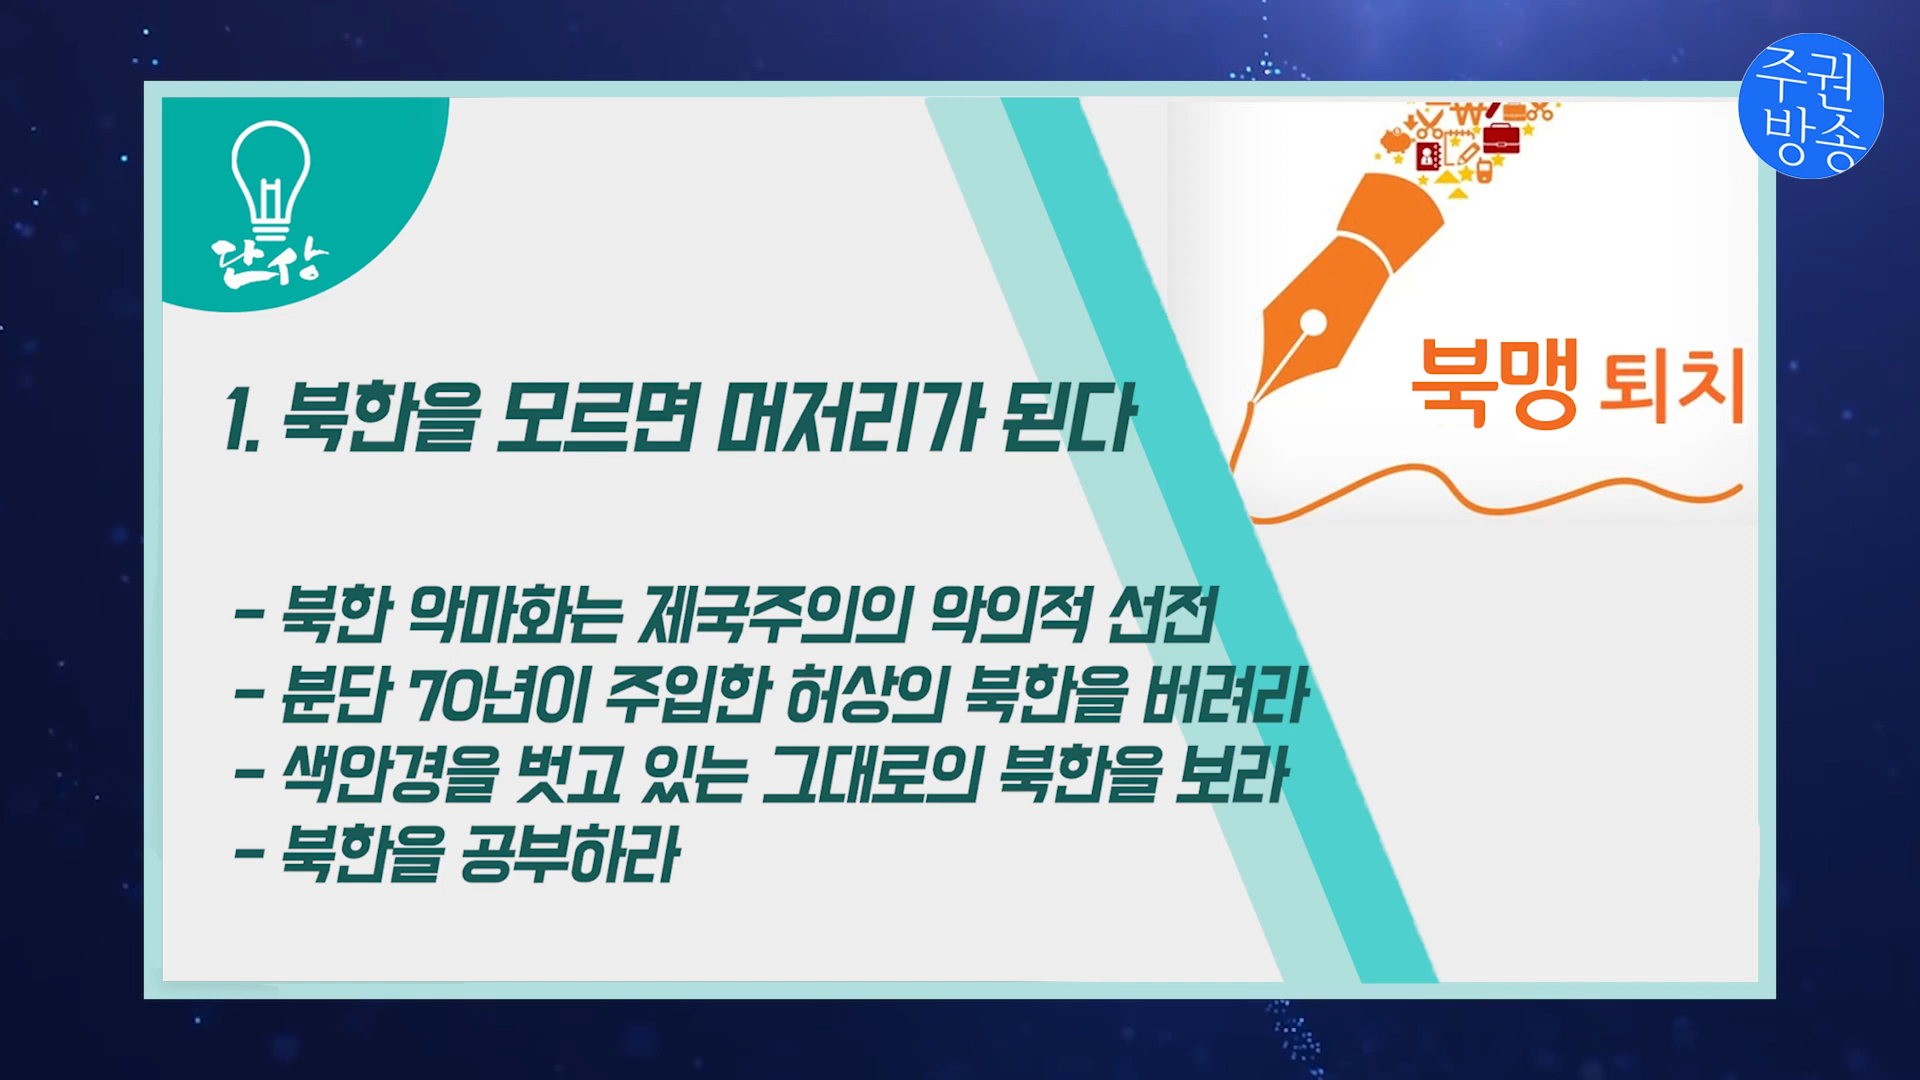 주권
방송
단상
북맹 퇴치
1. 북한을 모르면 머저리가 된다
- 북한 악마화는 제국주의의 악의적 선전
- 분단 70년이 주입한 허상의 북한을 버려라
- 색안경을 벗고 있는 그대로의 북한을 보라
- 북한을 공부하라